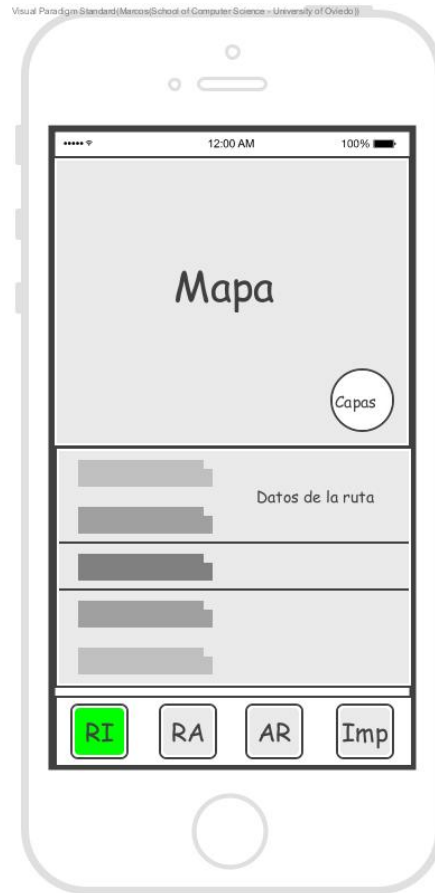 Visual Paradigm Standard(Marcos(School of Computer Science - University of Oviedo))
12:00 AM 100%
Mapa
Capas
Datos de la ruta
RI RA AR Imp